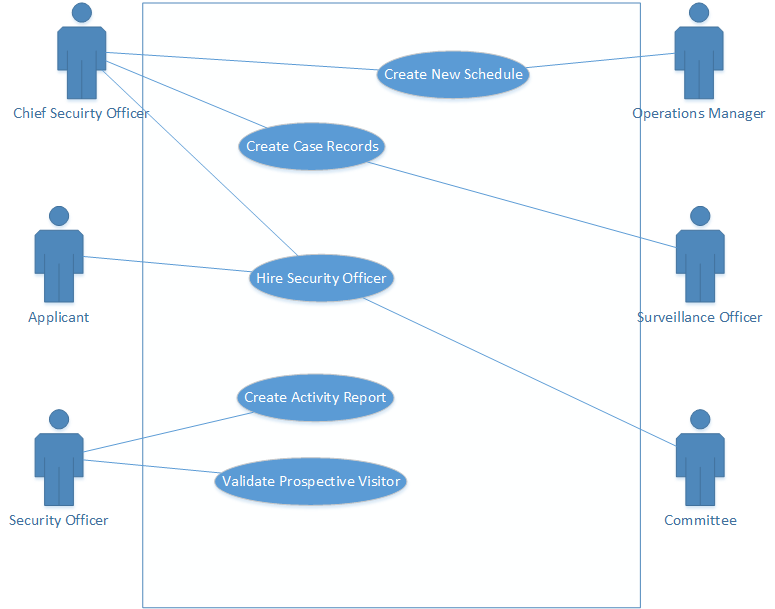 Create New Schedule
Chief Secuirty Officer
Operations Manager
Create Case Records
Hire Security Officer
Applicant
Surveillance Officer
Create Activity Report
Validate Prospective Visitor
Security Officer
Committee